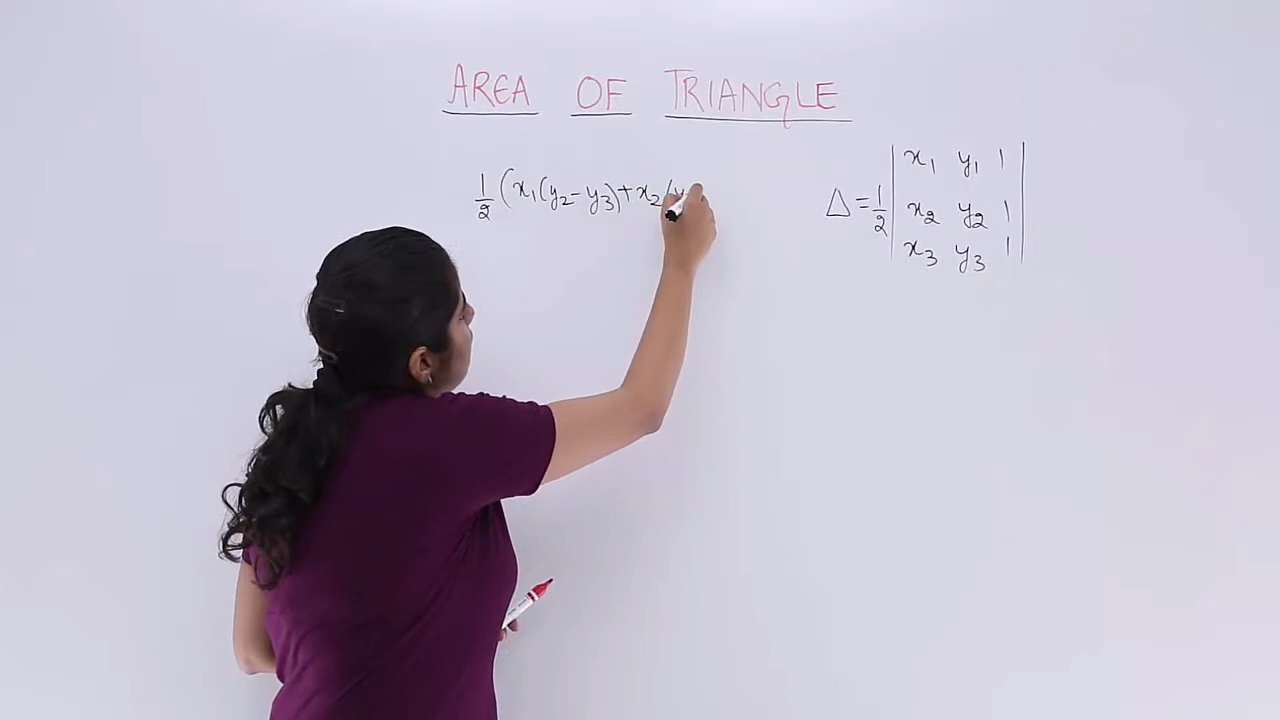 AREA OF TRIANGLE
1/2 (x₁(y₂-y₃)+x₂(y
Δ = 1/2 | x₁ y₁ 1 |
| x₂ y₂ 1 |
| x₃ y₃ 1 |